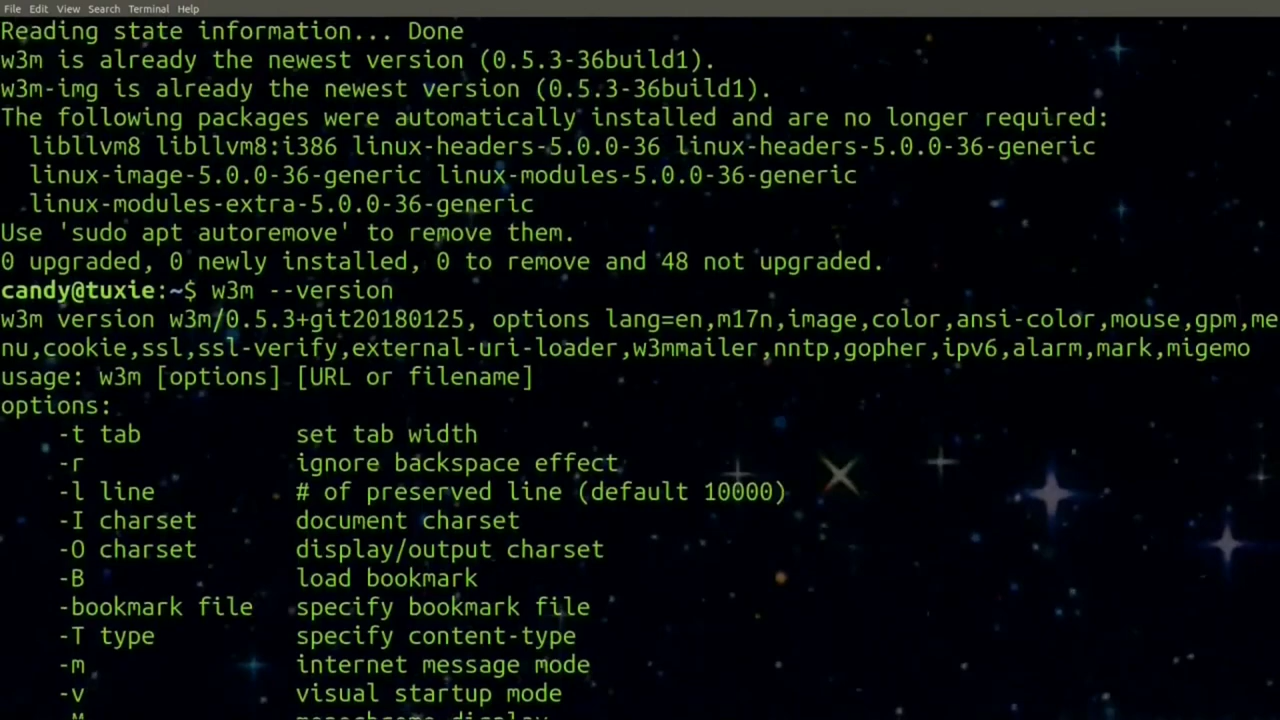 File Edit View Search Terminal Help
Reading state information... Done
w3m is already the newest version (0.5.3-36build1).
w3m-img is already the newest version (0.5.3-36build1).
The following packages were automatically installed and are no longer required:
libllvm8 libllvm8:i386 linux-headers-5.0.0-36 linux-headers-5.0.0-36-generic
linux-image-5.0.0-36-generic linux-modules-5.0.0-36-generic
linux-modules-extra-5.0.0-36-generic
Use 'sudo apt autoremove' to remove them.
0 upgraded, 0 newly installed, 0 to remove and 48 not upgraded.
candy@tuxie:~$ w3m --version
w3m version w3m/0.5.3+git20180125, options lang=en,m17n,image,color,ansi-color,mouse,gpm,me
nu,cookie,ssl,ssl-verify,external-uri-loader,w3mmailer,nntp,gopher,ipv6,alarm,mark,migemo
usage: w3m [options] [URL or filename]
options:
-t tab set tab width
-r ignore backspace effect
-l line # of preserved line (default 10000)
-I charset document charset
-O charset display/output charset
-B load bookmark
-bookmark file specify bookmark file
-T type specify content-type
-m internet message mode
-v visual startup mode
-M monochrome display